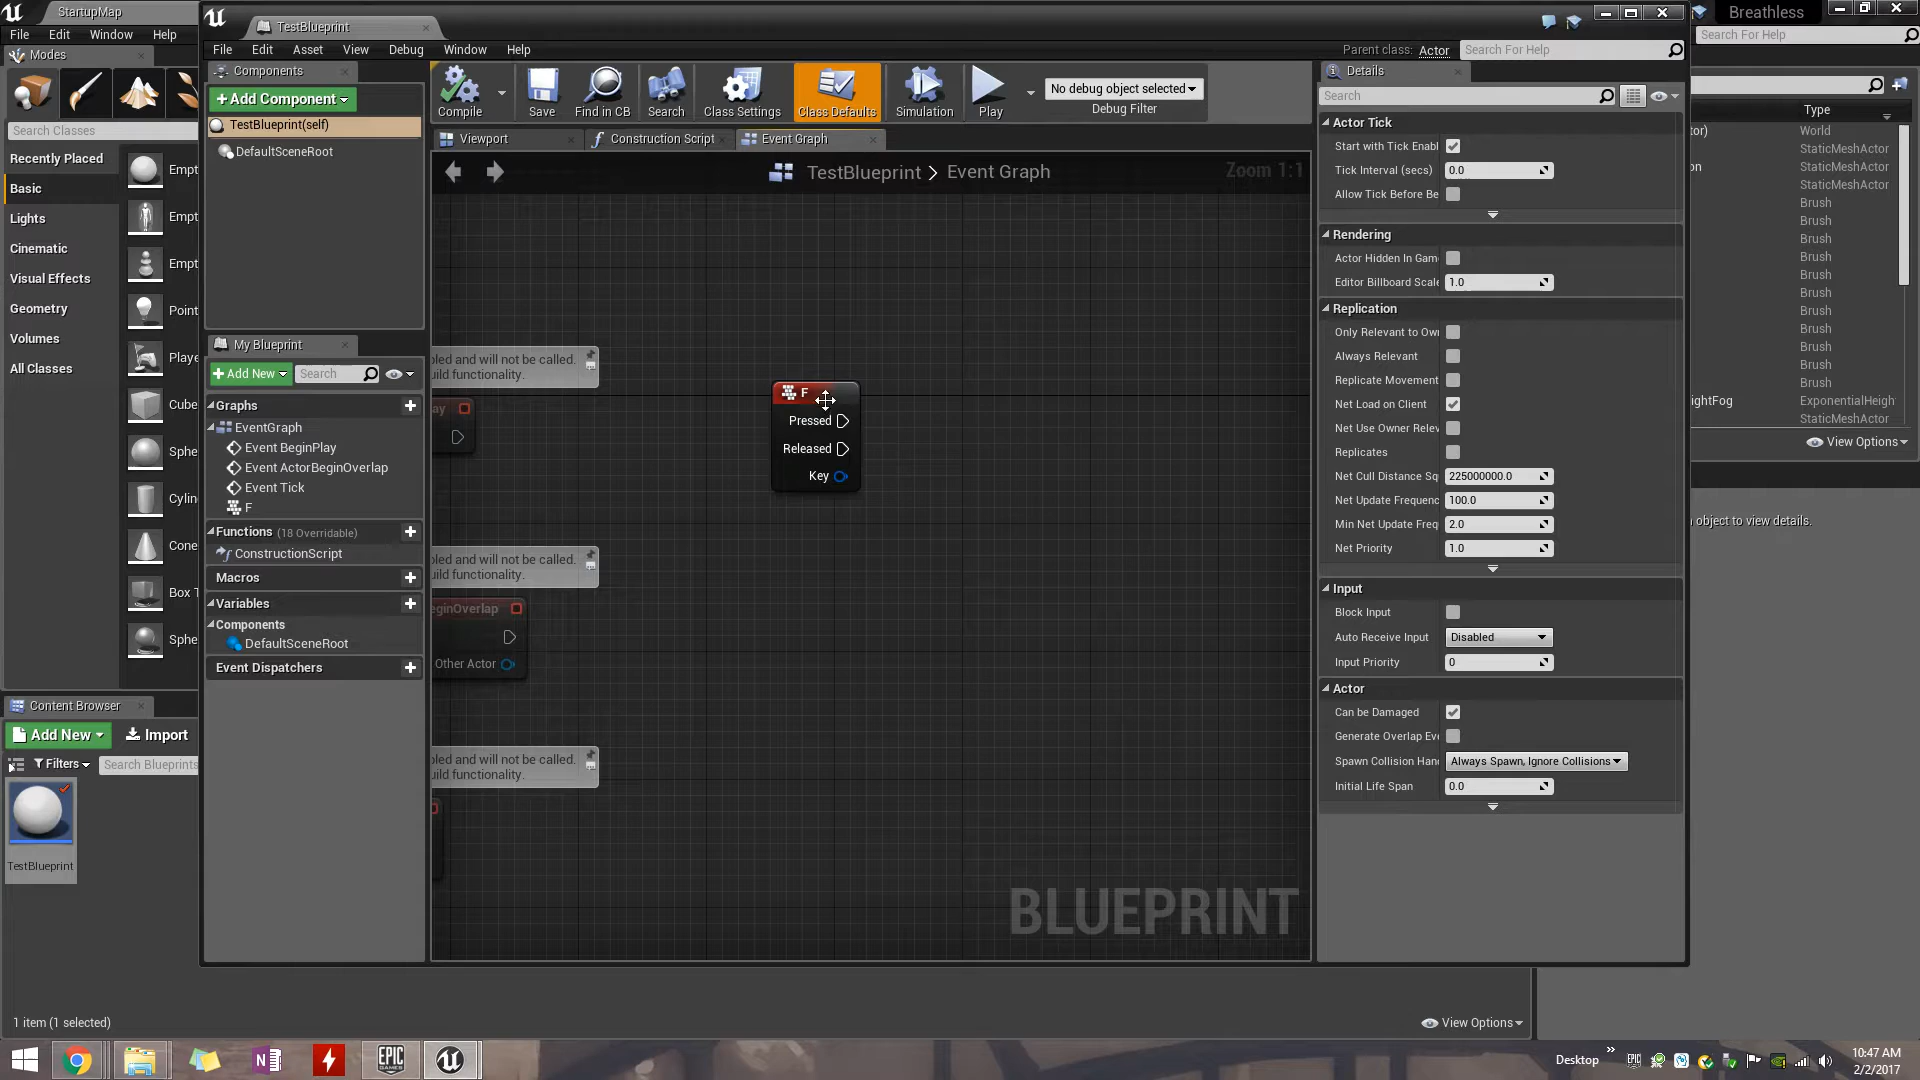 StartupMap
TestBlueprint
Breathless
File Edit Window Help
File Edit Asset View Debug Window Help
Parent class: Actor
Search For Help
Search For Help
Modes
Components
Details
Add Component
Compile
Save
Find in CB
Search
Class Settings
Class Defaults
Simulation
Play
No debug object selected
Debug Filter
Search
Type
Search Classes
TestBlueprint(self)
DefaultSceneRoot
Viewport
Construction Script
Event Graph
TestBlueprint > Event Graph
Zoom 1:1
Recently Placed
Basic
Lights
Cinematic
Visual Effects
Geometry
Volumes
All Classes
Empt
Empt
Empt
Poin
Playe
Cube
Sphe
Cylin
Cone
Box T
Sphe
My Blueprint
Add New
Search
Graphs
EventGraph
Event BeginPlay
Event ActorBeginOverlap
Event Tick
F
Functions (18 Overridable)
ConstructionScript
Macros
Variables
Components
DefaultSceneRoot
Event Dispatchers
bled and will not be called.
uild functionality.
ay
bled and will not be called.
uild functionality.
eginOverlap
Other Actor
bled and will not be called.
uild functionality.
F
Pressed
Released
Key
BLUEPRINT
Actor Tick
Start with Tick Enabl
Tick Interval (secs) 0.0
Allow Tick Before Be
Rendering
Actor Hidden In Gam
Editor Billboard Scale 1.0
Replication
Only Relevant to Own
Always Relevant
Replicate Movement
Net Load on Client
Net Use Owner Relev
Replicates
Net Cull Distance Sq 225000000.0
Net Update Frequenc 100.0
Min Net Update Freq 2.0
Net Priority 1.0
Input
Block Input
Auto Receive Input Disabled
Input Priority 0
Actor
Can be Damaged
Generate Overlap Eve
Spawn Collision Hand Always Spawn, Ignore Collisions
Initial Life Span 0.0
tor) World
StaticMeshActor
on StaticMeshActor
StaticMeshActor
Brush
Brush
Brush
Brush
Brush
Brush
Brush
Brush
Brush
Brush
Brush
ightFog ExponentialHeigh
StaticMeshActor
View Options
object to view details.
Content Browser
Add New
Import
Filters
Search Blueprints
TestBlueprint
1 item (1 selected)
View Options
EPIC GAMES
Desktop
10:47 AM
2/2/2017